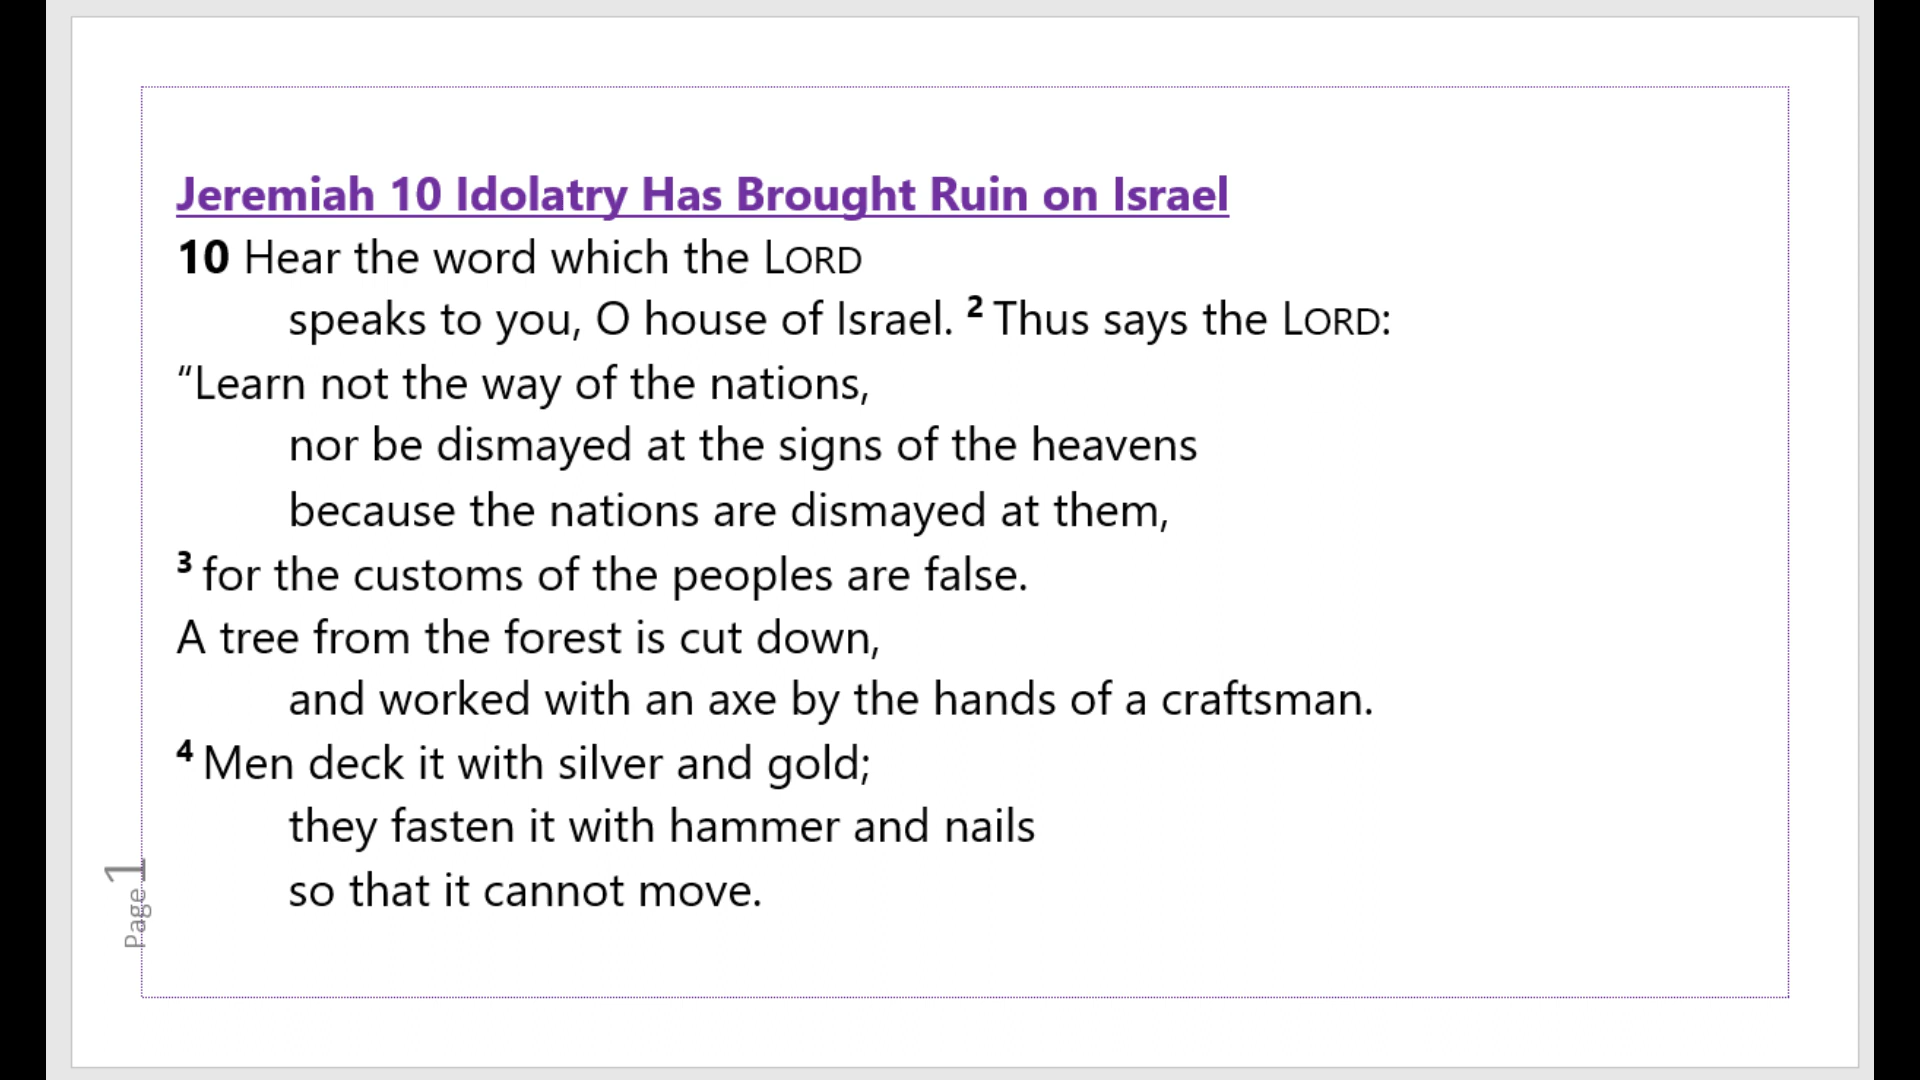 Jeremiah 10 Idolatry Has Brought Ruin on Israel
10 Hear the word which the LORD
speaks to you, O house of Israel. 2 Thus says the LORD:
“Learn not the way of the nations,
nor be dismayed at the signs of the heavens
because the nations are dismayed at them,
3 for the customs of the peoples are false.
A tree from the forest is cut down,
and worked with an axe by the hands of a craftsman.
4 Men deck it with silver and gold;
they fasten it with hammer and nails
so that it cannot move.
Page 1